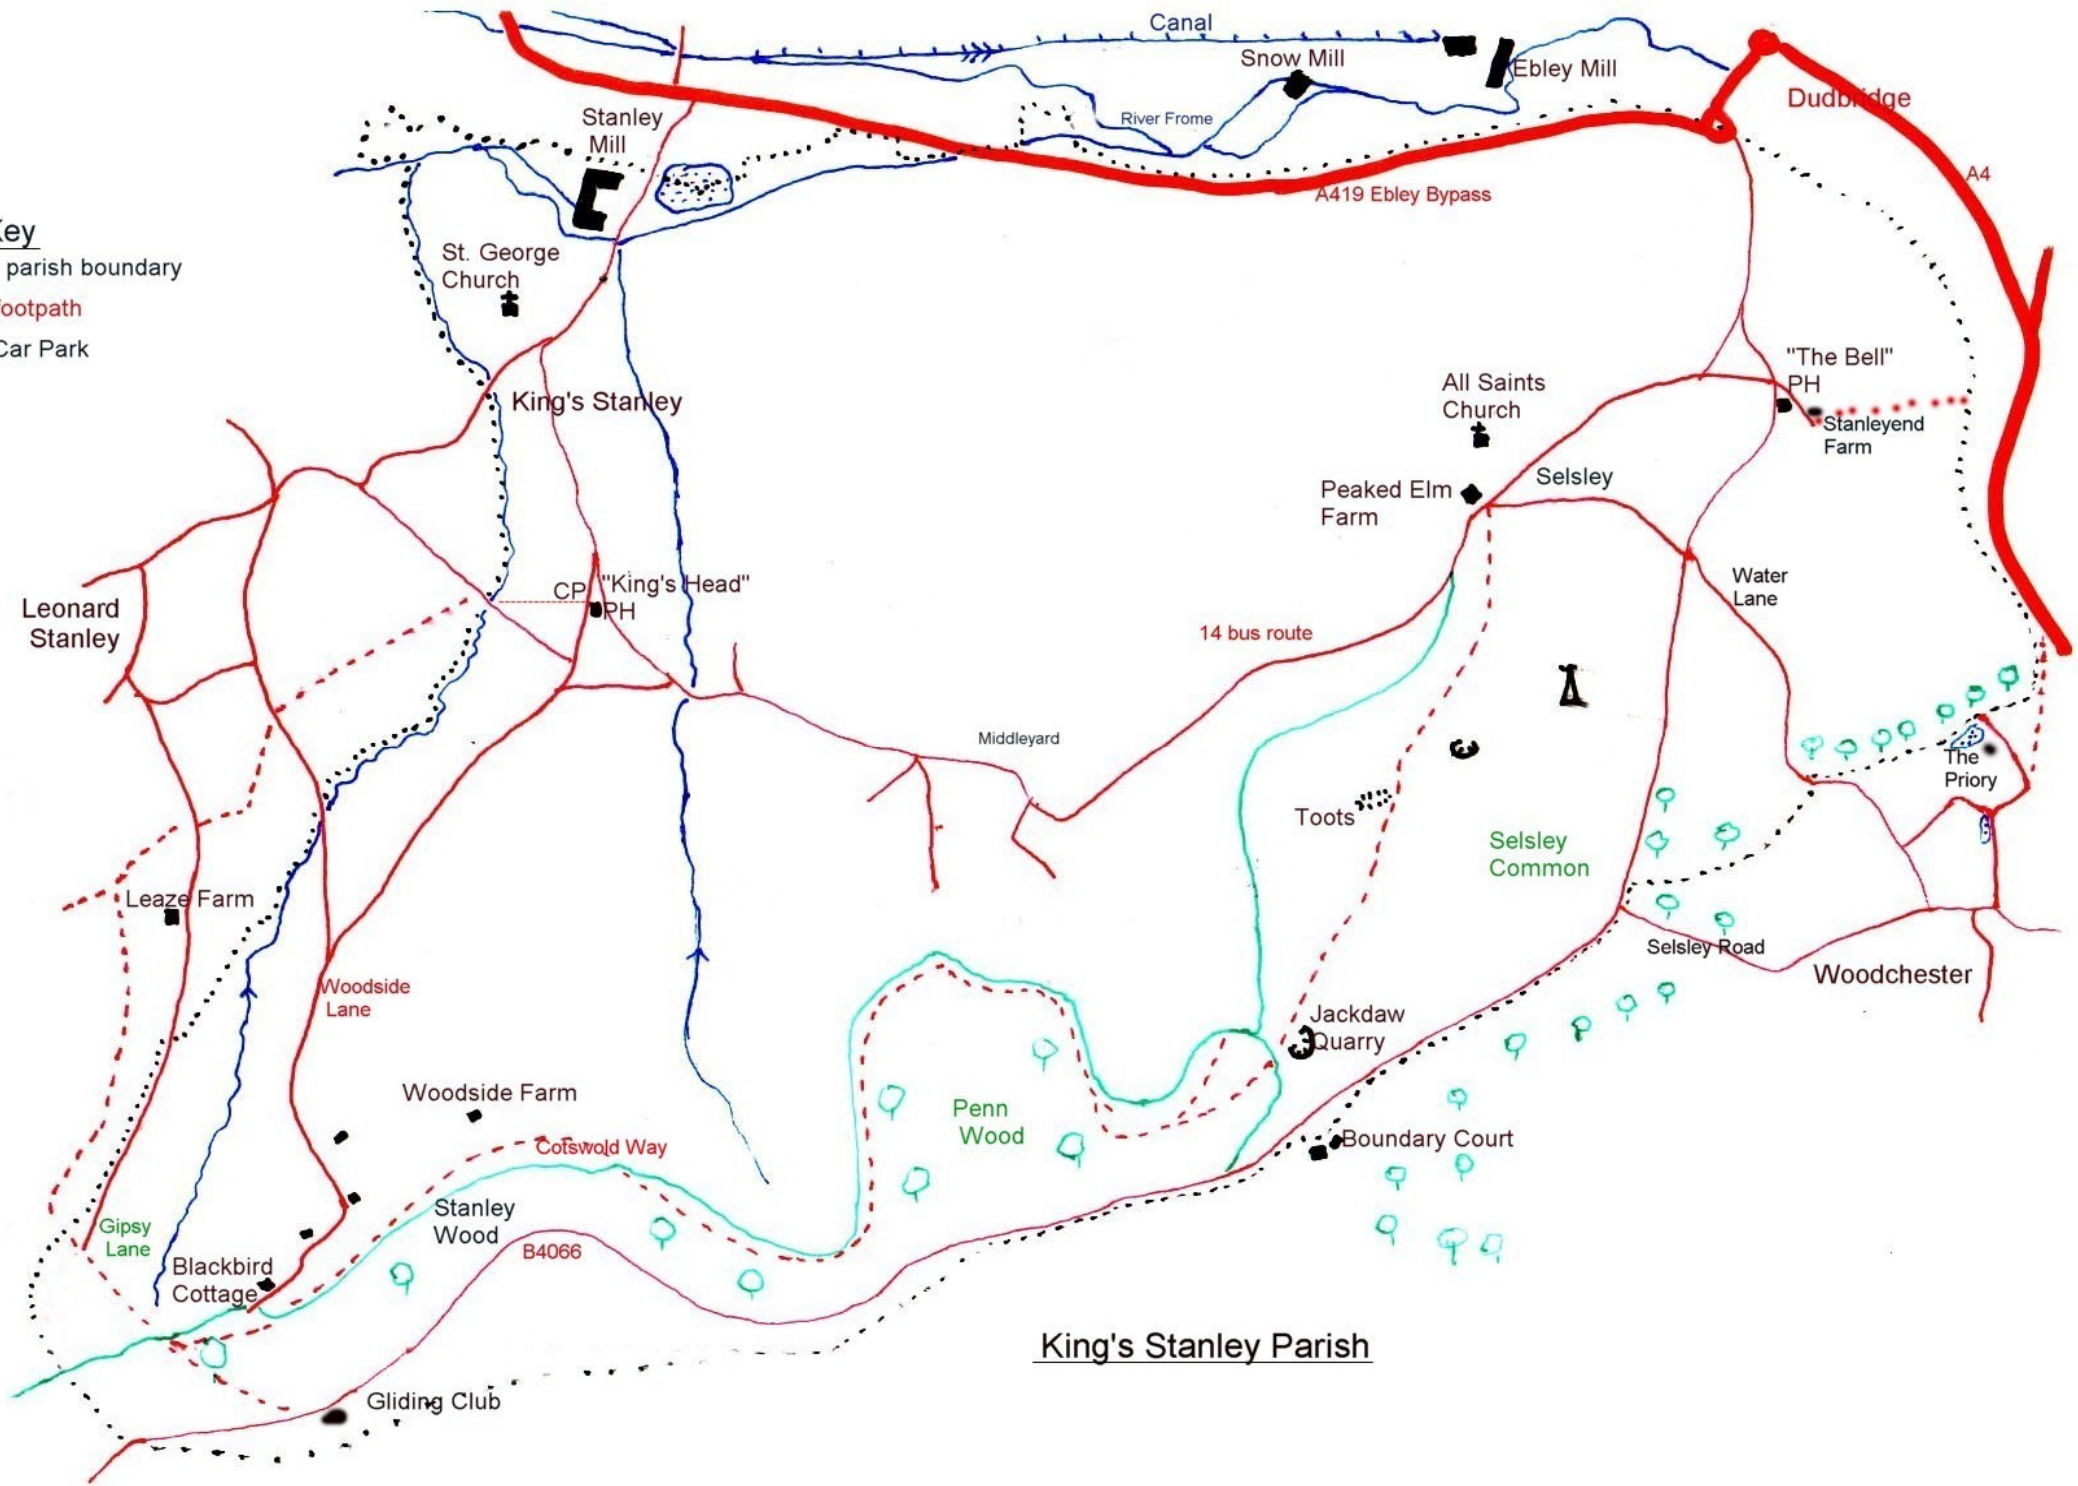 Canal
Snow Mill
Ebley Mill
Dudbridge
Stanley
Mill
River Frome
A419 Ebley Bypass
A4
Key
parish boundary
footpath
Car Park
St. George
Church
King's Stanley
"The Bell"
PH
Stanleyend
Farm
All Saints
Church
Peaked Elm
Farm
Selsley
Water
Lane
Leonard
Stanley
CP
"King's Head"
PH
14 bus route
Middleyard
The
Priory
Toots
Selsley
Common
Leaze Farm
Selsley Road
Woodchester
Woodside
Lane
Jackdaw
Quarry
Woodside Farm
Penn
Wood
Boundary Court
Cotswold Way
Stanley
Wood
Gipsy
Lane
B4066
Blackbird
Cottage
King's Stanley Parish
Gliding Club